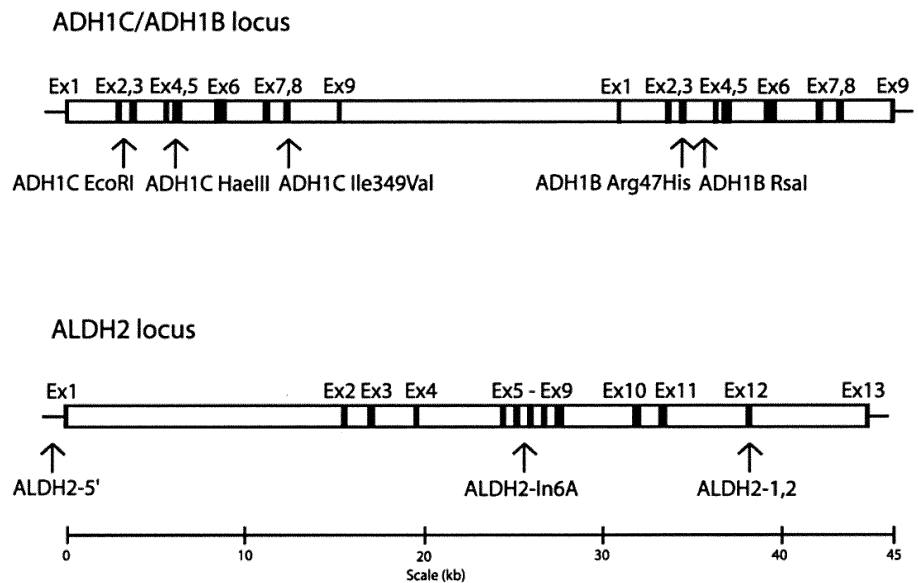 ADH1C/ADH1B locus
Ex1 Ex2,3 Ex4,5 Ex6 Ex7,8 Ex9 Ex1 Ex2,3 Ex4,5 Ex6 Ex7,8 Ex9
ADH1C EcoRI ADH1C HaeIII ADH1C Ile349Val ADH1B Arg47His ADH1B RsaI
ALDH2 locus
Ex1 Ex2 Ex3 Ex4 Ex5 - Ex9 Ex10 Ex11 Ex12 Ex13
ALDH2-5' ALDH2-In6A ALDH2-1,2
0 10 20 30 40 45
Scale (kb)